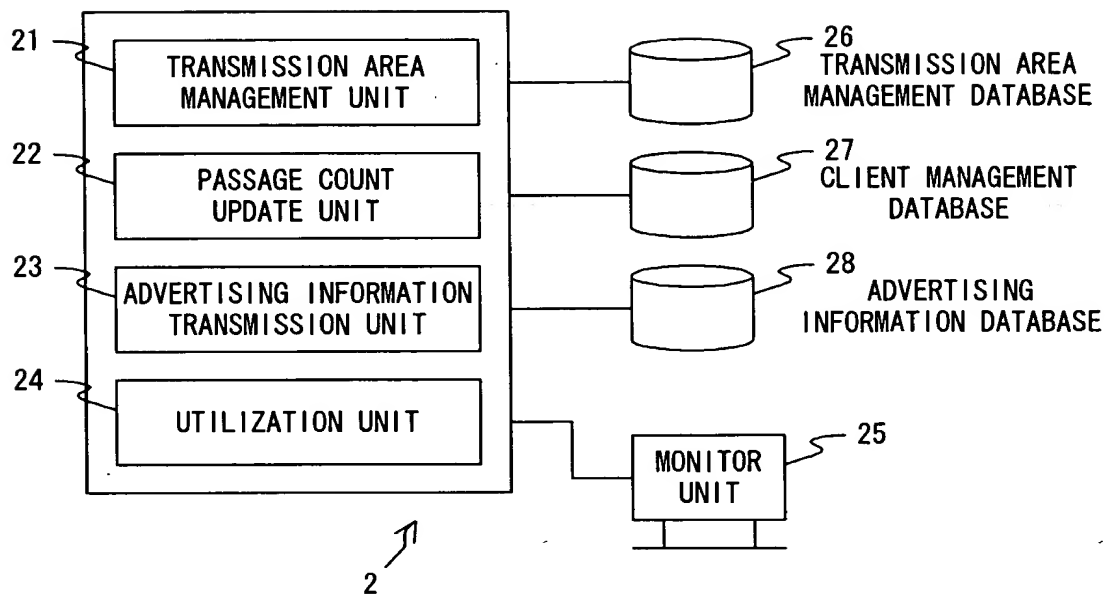 21
TRANSMISSION AREA
MANAGEMENT UNIT
22
PASSAGE COUNT
UPDATE UNIT
23
ADVERTISING INFORMATION
TRANSMISSION UNIT
24
UTILIZATION UNIT
26
TRANSMISSION AREA
MANAGEMENT DATABASE
27
CLIENT MANAGEMENT
DATABASE
28
ADVERTISING
INFORMATION DATABASE
25
MONITOR
UNIT
2